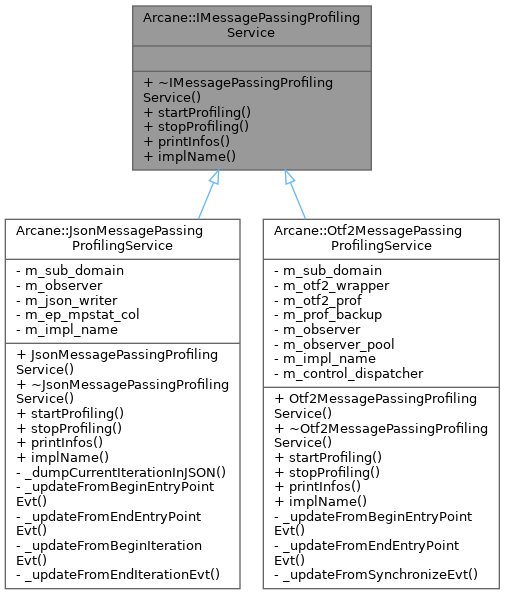 Arcane::IMessagePassingProfiling
Service
+ ~IMessagePassingProfiling
Service()
+ startProfiling()
+ stopProfiling()
+ printInfos()
+ implName()
Arcane::JsonMessagePassing
ProfilingService
- m_sub_domain
- m_observer
- m_json_writer
- m_ep_mpstat_col
- m_impl_name
+ JsonMessagePassingProfiling
Service()
+ ~JsonMessagePassingProfiling
Service()
+ startProfiling()
+ stopProfiling()
+ printInfos()
+ implName()
- _dumpCurrentIterationInJSON()
- _updateFromBeginEntryPoint
Evt()
- _updateFromEndEntryPoint
Evt()
- _updateFromBeginIteration
Evt()
- _updateFromEndIterationEvt()
Arcane::Otf2MessagePassing
ProfilingService
- m_sub_domain
- m_otf2_wrapper
- m_otf2_prof
- m_prof_backup
- m_observer
- m_observer_pool
- m_impl_name
- m_control_dispatcher
+ Otf2MessagePassingProfiling
Service()
+ ~Otf2MessagePassingProfiling
Service()
+ startProfiling()
+ stopProfiling()
+ printInfos()
+ implName()
- _updateFromBeginEntryPoint
Evt()
- _updateFromEndEntryPoint
Evt()
- _updateFromSynchronizeEvt()